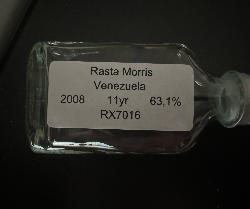 Rasta Morris
Venezuela
2008 11yr 63,1%
RX7016